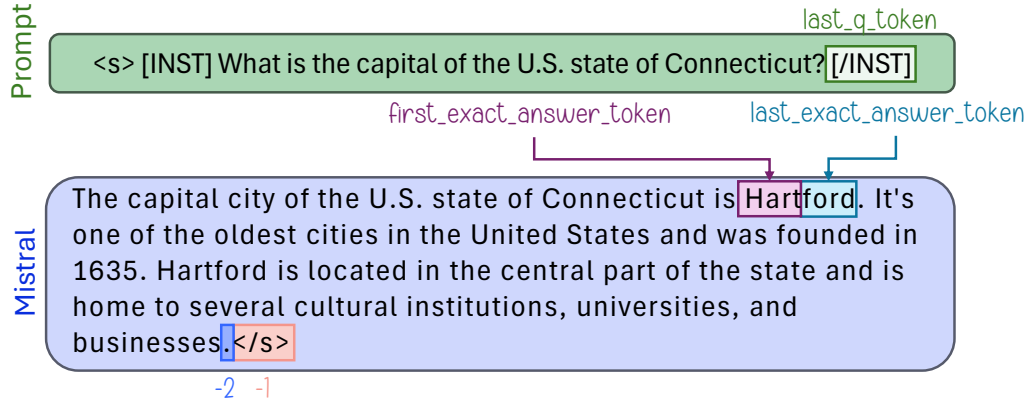 last_q_token
Prompt
<s> [INST] What is the capital of the U.S. state of Connecticut? [/INST]
first_exact_answer_token
last_exact_answer_token
Mistral
The capital city of the U.S. state of Connecticut is Hartford. It's
one of the oldest cities in the United States and was founded in
1635. Hartford is located in the central part of the state and is
home to several cultural institutions, universities, and
businesses.</s>
-2 -1